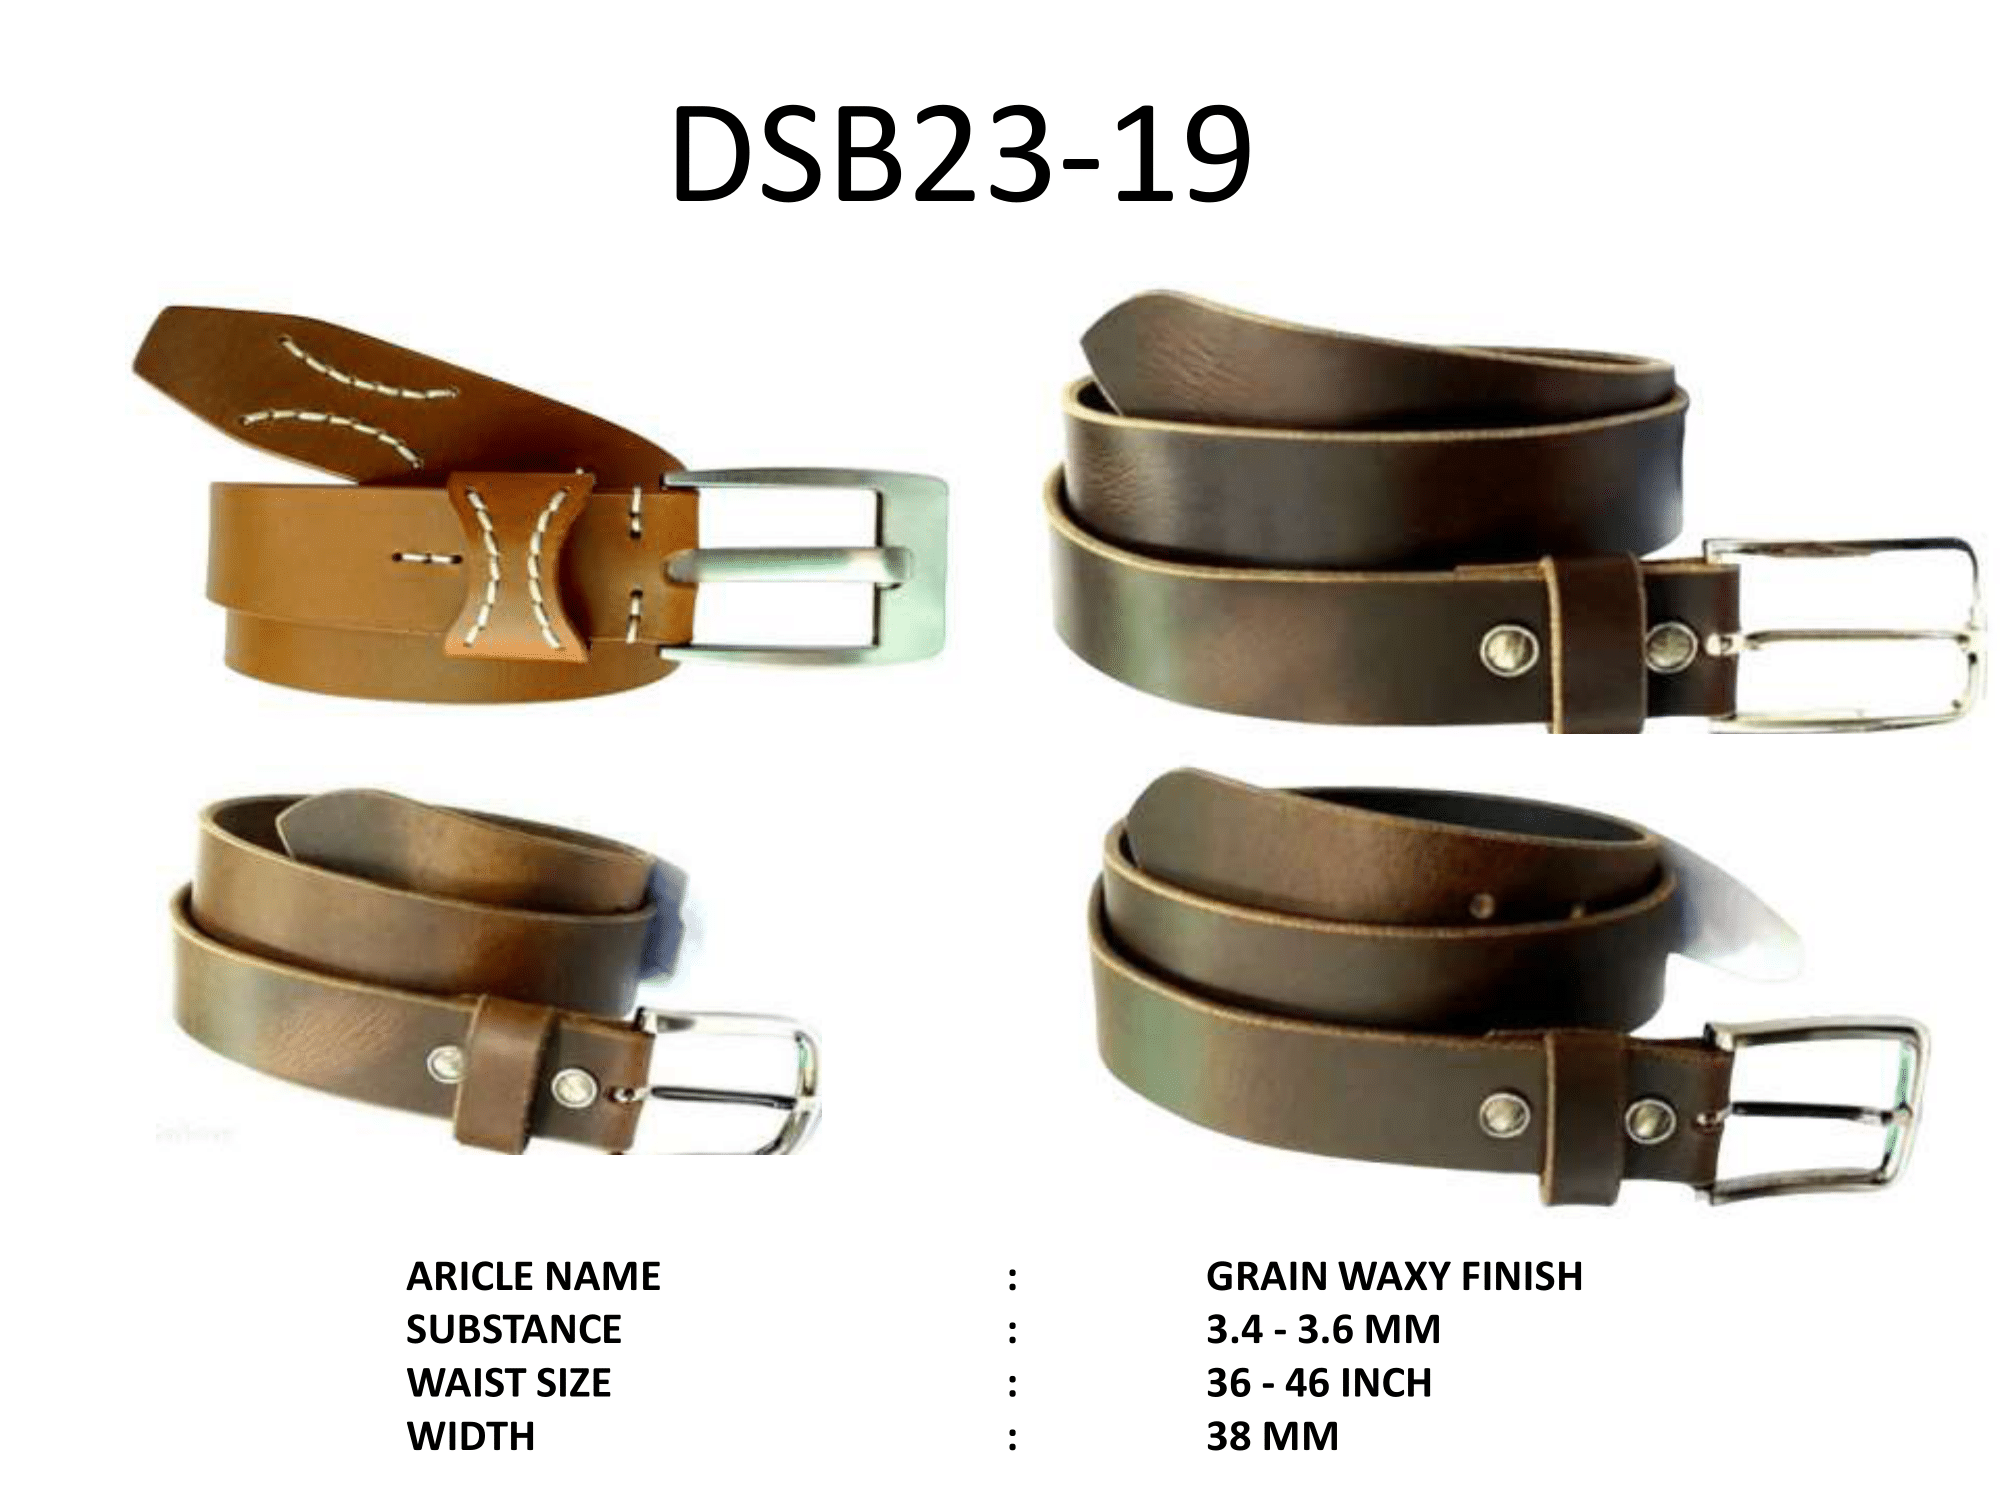 DSB23-19
ARICLE NAME : GRAIN WAXY FINISH
SUBSTANCE : 3.4 - 3.6 MM
WAIST SIZE : 36 - 46 INCH
WIDTH : 38 MM